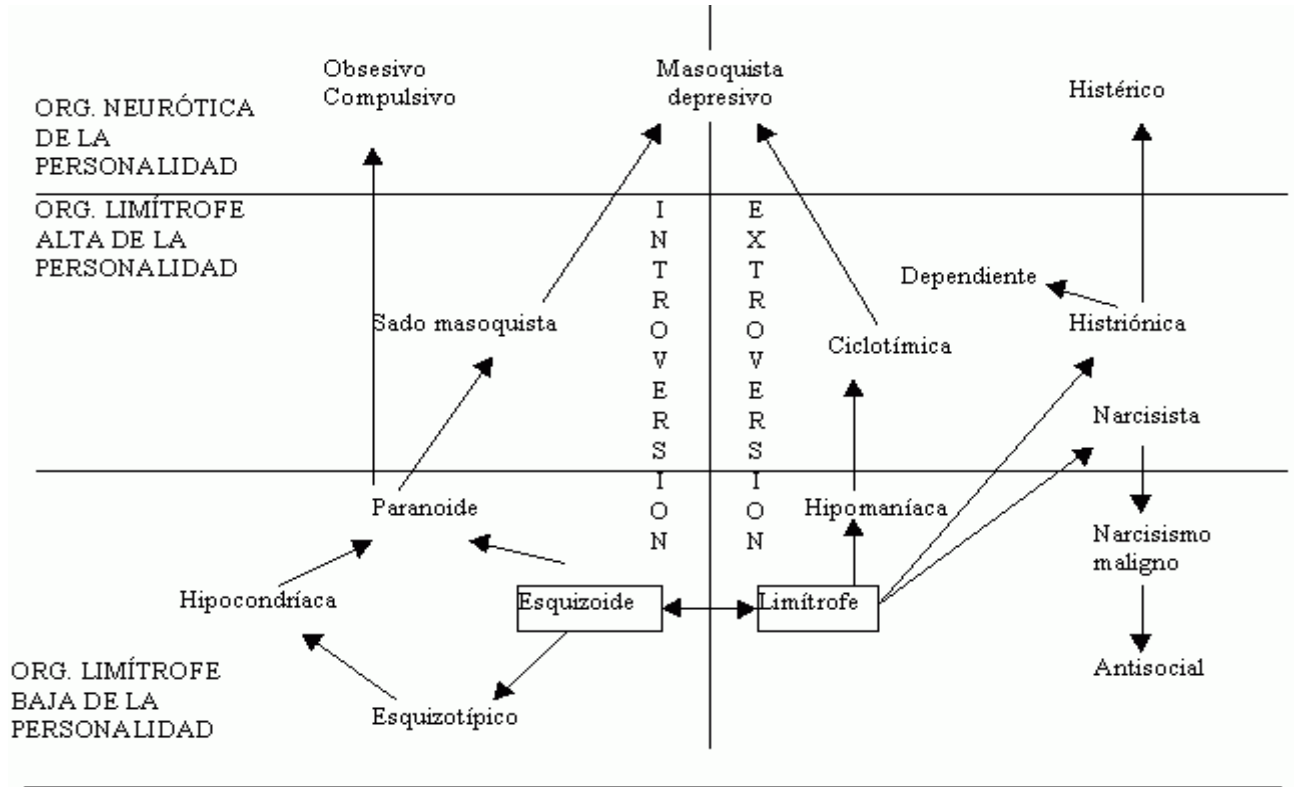 Obsesivo
Compulsivo
Masoquista
depresivo
Histérico
ORG. NEURÓTICA
DE LA
PERSONALIDAD
ORG. LIMÍTROFE
ALTA DE LA
PERSONALIDAD
INTROVERSION
EXTROVERSION
Dependiente
Histriónica
Sado masoquista
Ciclotímica
Narcisista
Paranoide
Hipomaníaca
Narcisismo
maligno
Hipocondríaca
Esquizoide
Limítrofe
Antisocial
ORG. LIMÍTROFE
BAJA DE LA
PERSONALIDAD
Esquizotípico